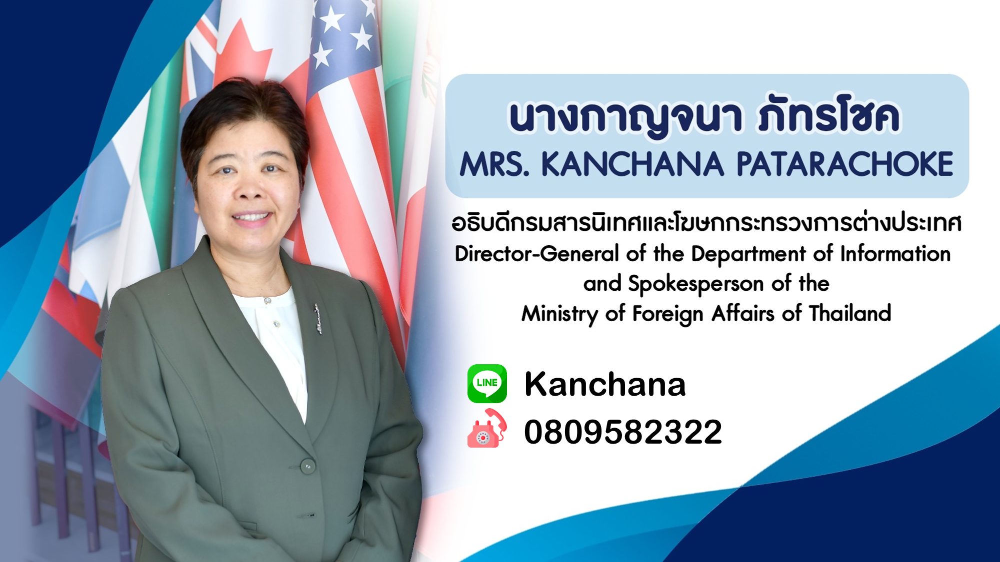 นางกาญจนา ภัทรโชค
MRS. KANCHANA PATARACHOKE
อธิบดีกรมสารนิเทศและโฆษกกระทรวงการต่างประเทศ
Director-General of the Department of Information
and Spokesperson of the
Ministry of Foreign Affairs of Thailand
LINE Kanchana
0809582322